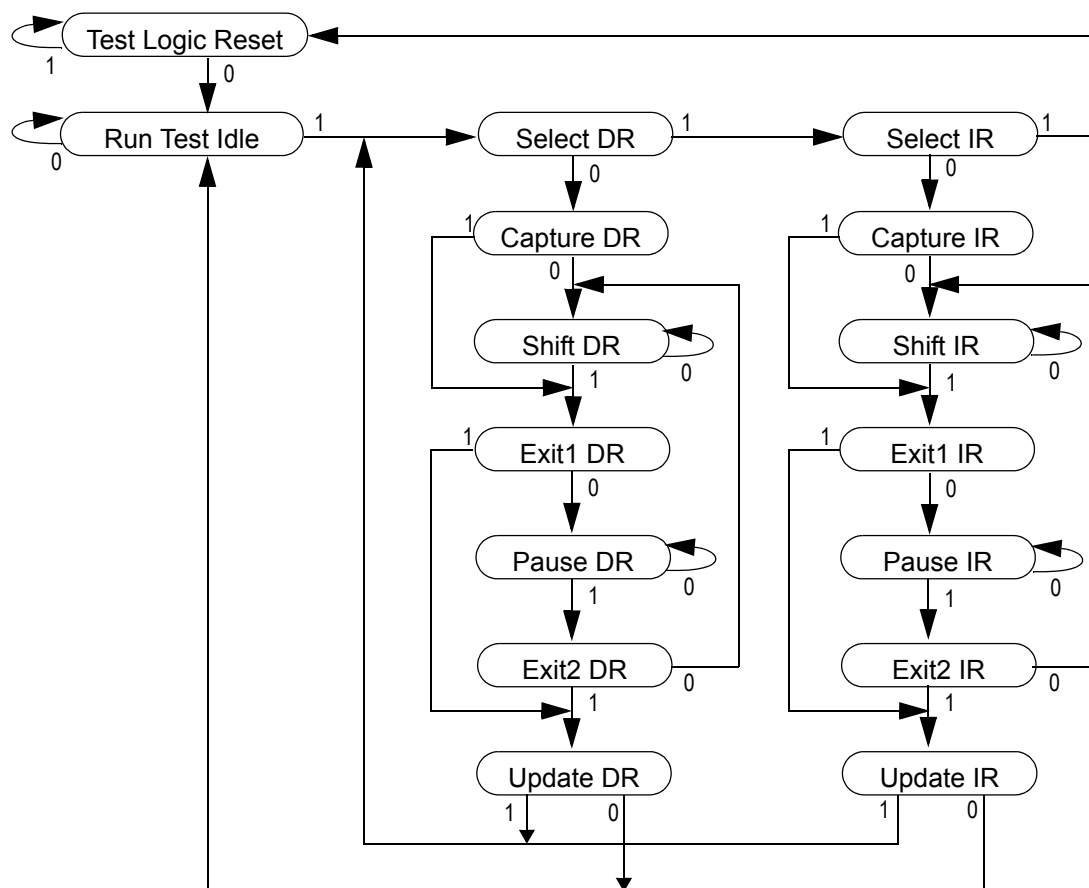 Test Logic Reset
1
0
Run Test Idle
1
Select DR
1
Select IR
1
0
0
0
1
Capture DR
1
Capture IR
0
0
Shift DR
Shift IR
0
0
1
1
1
Exit1 DR
1
Exit1 IR
0
0
Pause DR
Pause IR
0
0
1
1
Exit2 DR
Exit2 IR
0
0
1
1
Update DR
Update IR
1
0
1
0